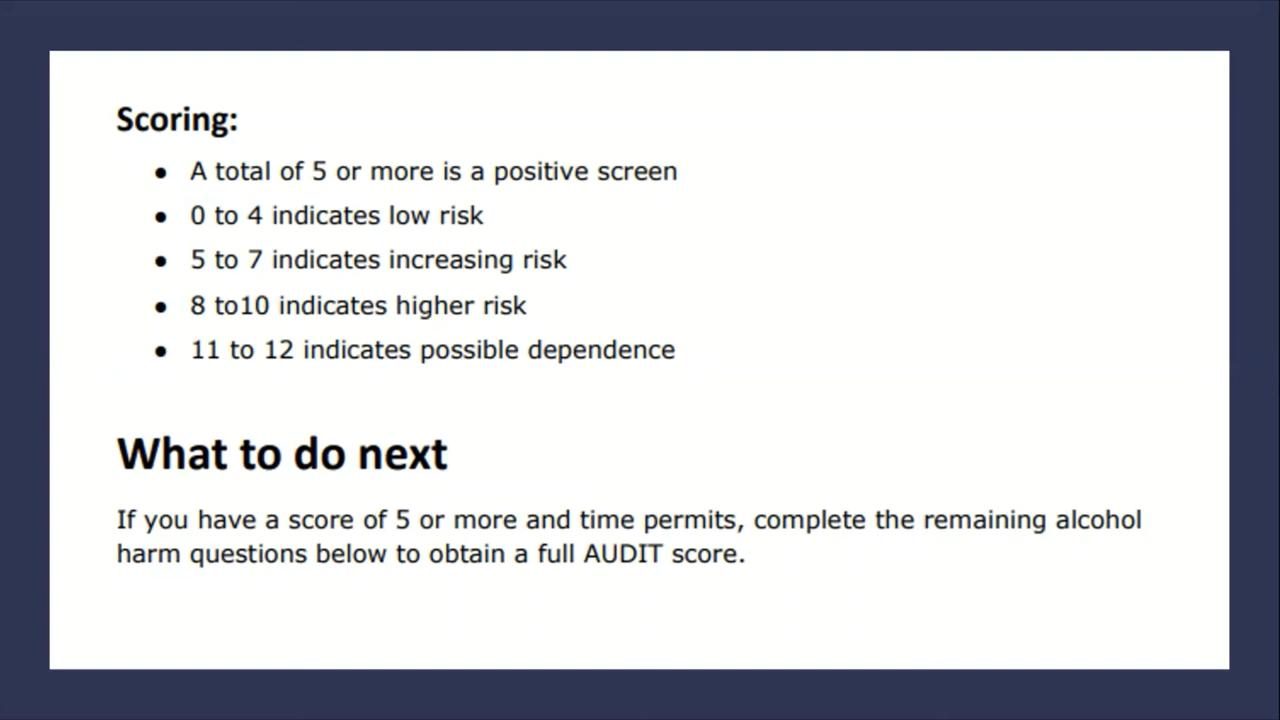 Scoring:
● A total of 5 or more is a positive screen
● 0 to 4 indicates low risk
● 5 to 7 indicates increasing risk
● 8 to10 indicates higher risk
● 11 to 12 indicates possible dependence
What to do next
If you have a score of 5 or more and time permits, complete the remaining alcohol
harm questions below to obtain a full AUDIT score.